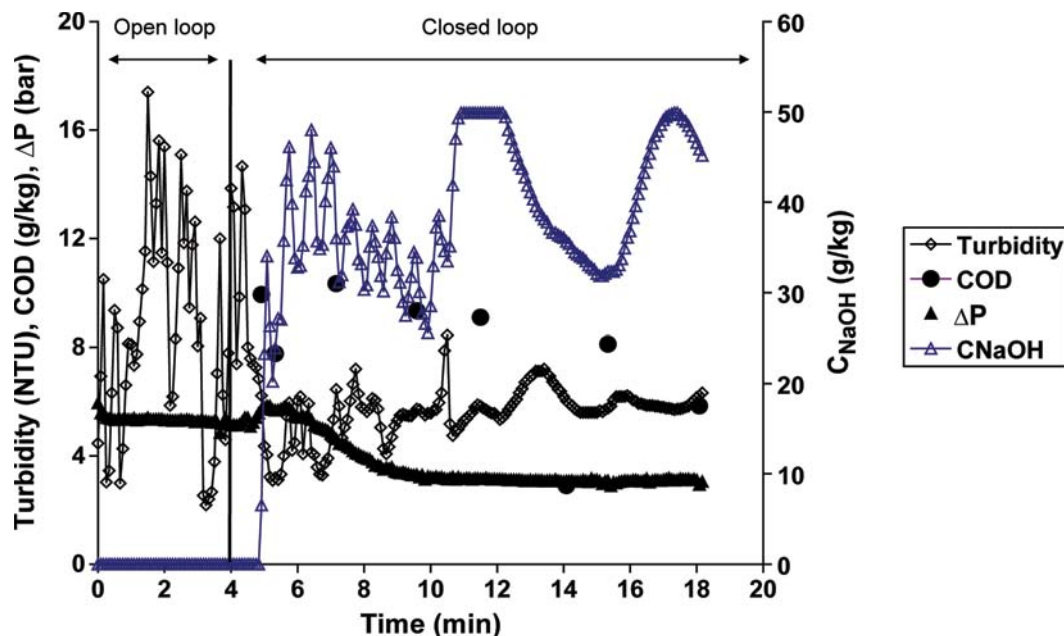 Open loop
Closed loop
Turbidity (NTU), COD (g/kg), ΔP (bar)
20
16
12
8
4
0
60
50
40
30
20
10
0
C_NaOH (g/kg)
0 2 4 6 8 10 12 14 16 18 20
Time (min)
Turbidity
COD
ΔP
CNaOH